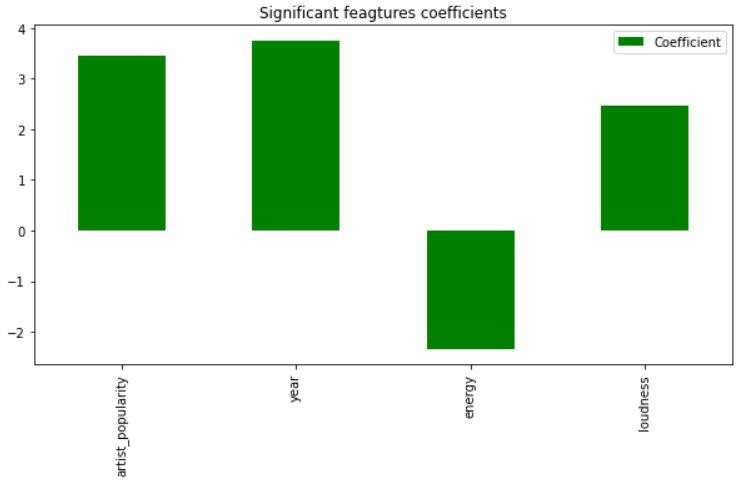 Significant feagtures coefficients
Coefficient
4
3
2
1
0
−1
−2
artist_popularity
year
energy
loudness